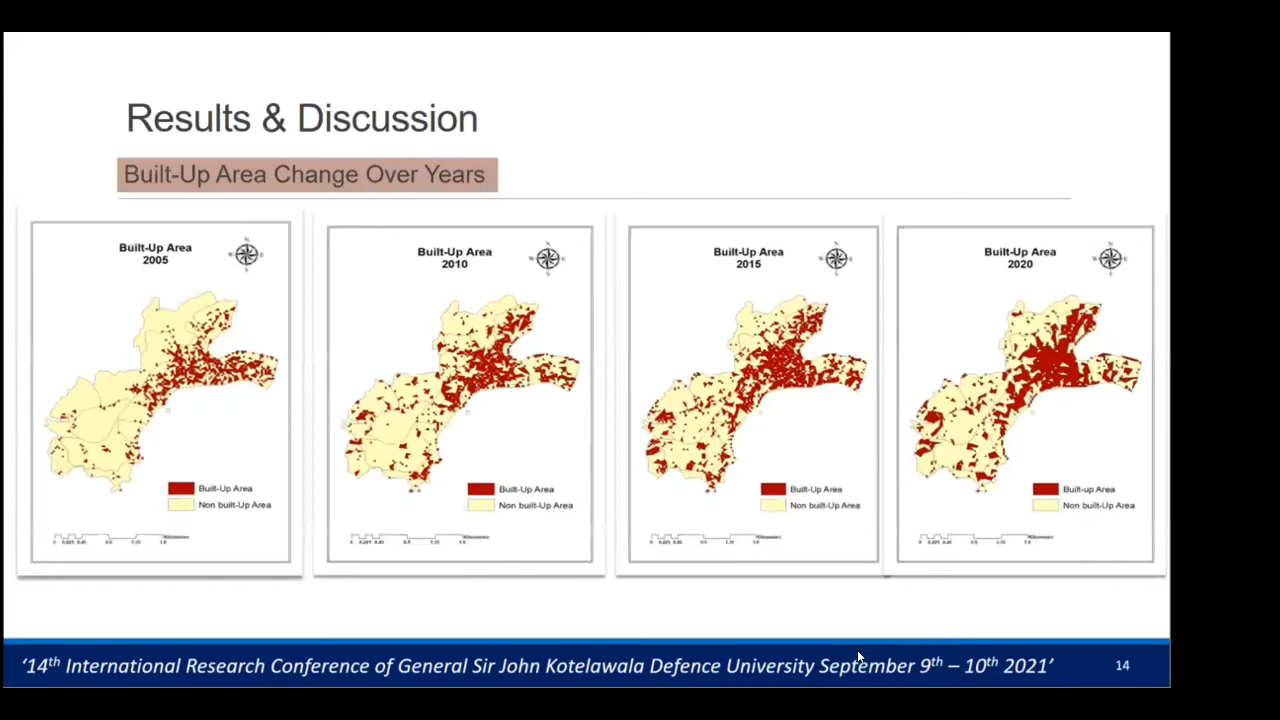 Results & Discussion
Built-Up Area Change Over Years
Built-Up Area
2005
N
W
E
S
Built-Up Area
Non built-Up Area
Built-Up Area
2010
N
W
E
S
Built-Up Area
Non built-Up Area
Built-Up Area
2015
N
W
E
S
Built-Up Area
Non built-Up Area
Built-Up Area
2020
N
W
E
S
Built-up Area
Non built-Up Area
‘14th International Research Conference of General Sir John Kotelawala Defence University September 9th – 10th 2021’
14